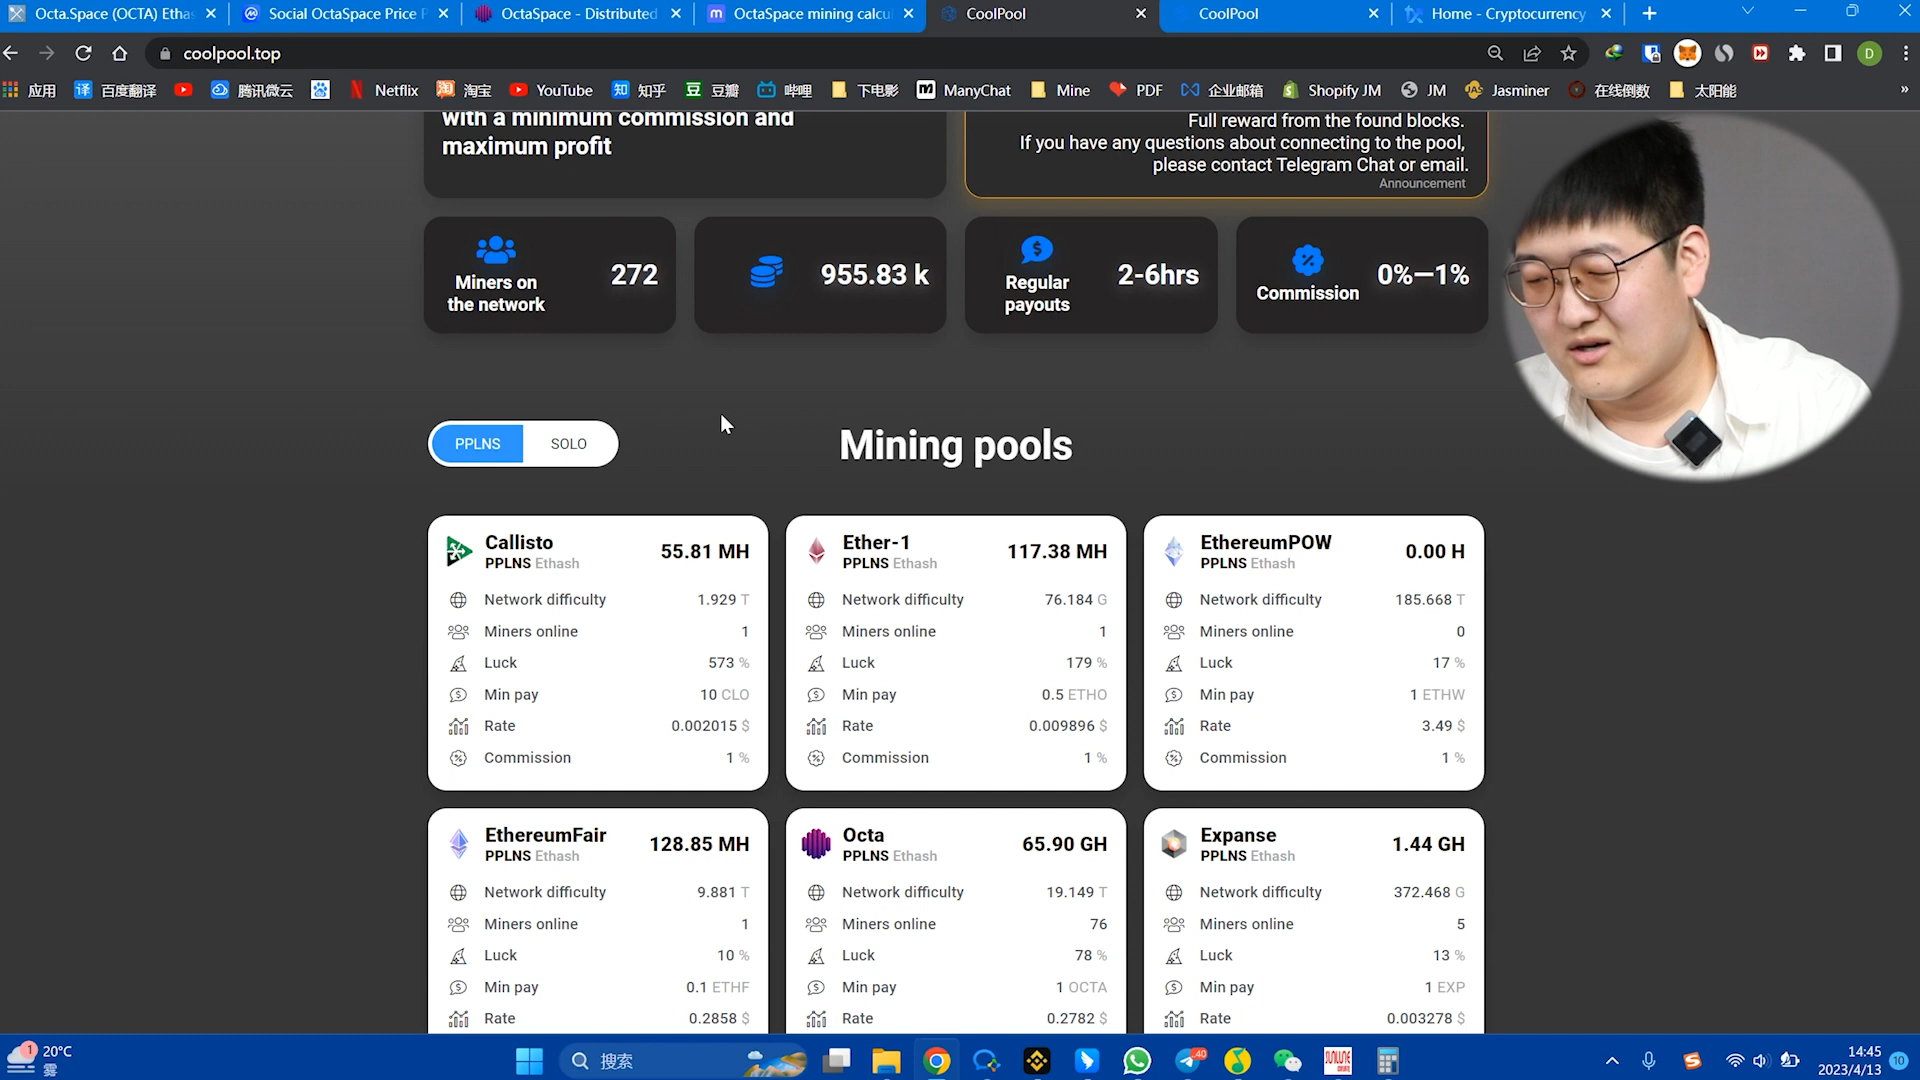 Octa.Space (OCTA) Ethas
Social OctaSpace Price P
OctaSpace - Distributed
OctaSpace mining calcu
CoolPool
CoolPool
Home - Cryptocurrency
coolpool.top
D
应用
百度翻译
腾讯微云
Netflix
淘宝
YouTube
知乎
豆瓣
哔哩
下电影
ManyChat
Mine
PDF
企业邮箱
Shopify JM
JM
Jasminer
在线倒数
太阳能
with a minimum commission and
maximum profit
Full reward from the found blocks.
If you have any questions about connecting to the pool,
please contact Telegram Chat or email.
Announcement
Miners on
the network
272
955.83 k
Regular
payouts
2-6hrs
Commission
0%—1%
PPLNS
SOLO
Mining pools
Callisto
PPLNS Ethash
55.81 MH
Network difficulty 1.929 T
Miners online 1
Luck 573 %
Min pay 10 CLO
Rate 0.002015 $
Commission 1 %
Ether-1
PPLNS Ethash
117.38 MH
Network difficulty 76.184 G
Miners online 1
Luck 179 %
Min pay 0.5 ETHO
Rate 0.009896 $
Commission 1 %
EthereumPOW
PPLNS Ethash
0.00 H
Network difficulty 185.668 T
Miners online 0
Luck 17 %
Min pay 1 ETHW
Rate 3.49 $
Commission 1 %
EthereumFair
PPLNS Ethash
128.85 MH
Network difficulty 9.881 T
Miners online 1
Luck 10 %
Min pay 0.1 ETHF
Rate 0.2858 $
Octa
PPLNS Ethash
65.90 GH
Network difficulty 19.149 T
Miners online 76
Luck 78 %
Min pay 1 OCTA
Rate 0.2782 $
Expanse
PPLNS Ethash
1.44 GH
Network difficulty 372.468 G
Miners online 5
Luck 13 %
Min pay 1 EXP
Rate 0.003278 $
1
20°C
雾
搜索
40
14:45
2023/4/13
10